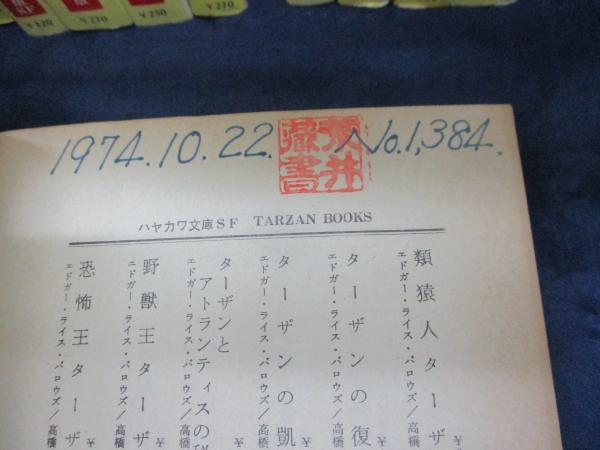 ¥320
¥270
¥250
¥270
1974.10.22.
No.1,384.
蔵書
ハヤカワ文庫SF TARZAN BOOKS
類猿人ターザ
エドガー・ライス・バロウズ/高橋
ターザンの復
エドガー・ライス・バロウズ/高橋
ターザンの凱
エドガー・ライス・バロウズ/高橋
ターザンと
アトランティスの秘
エドガー・ライス・バロウズ/高橋
野獣王ターザ
エドガー・ライス・バロウズ/高橋
恐怖王ターザ
エドガー・ライス・バロウズ/高橋